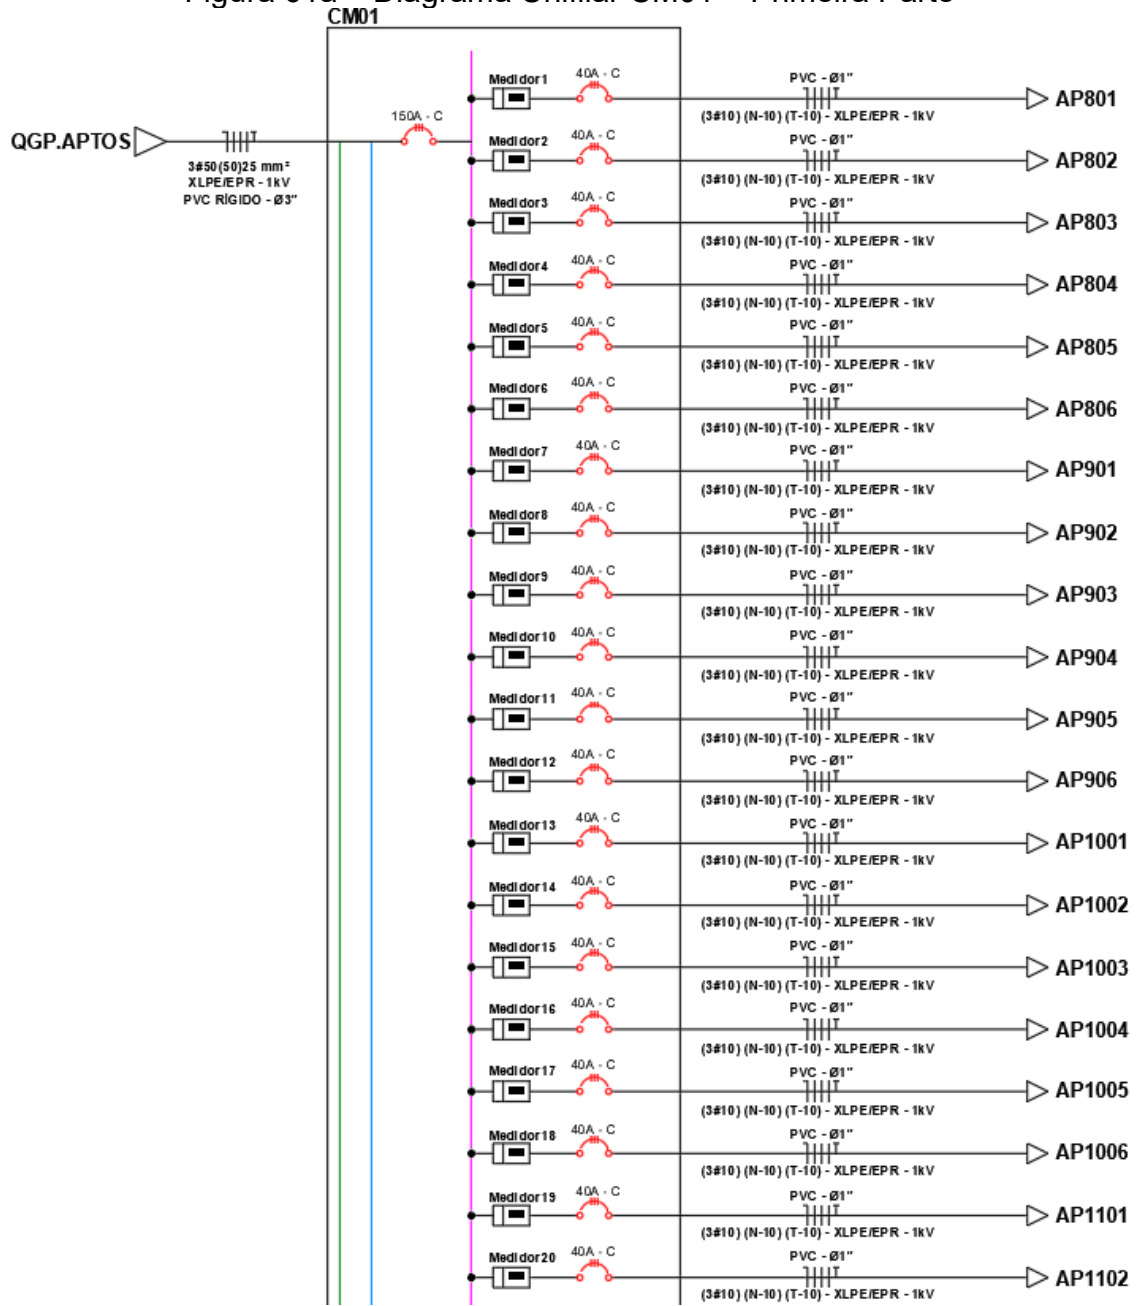 Figura 01a – Diagrama Unifilar CM01 – Primeira Parte
CM01
QGP.APTOS
3#50(50)25 mm²
XLPE/EPR - 1kV
PVC RÍGIDO - Ø3"
150A - C
Medidor1 40A - C PVC - Ø1"
(3#10) (N-10) (T-10) - XLPE/EPR - 1kV
AP801
Medidor2 40A - C PVC - Ø1"
(3#10) (N-10) (T-10) - XLPE/EPR - 1kV
AP802
Medidor3 40A - C PVC - Ø1"
(3#10) (N-10) (T-10) - XLPE/EPR - 1kV
AP803
Medidor4 40A - C PVC - Ø1"
(3#10) (N-10) (T-10) - XLPE/EPR - 1kV
AP804
Medidor5 40A - C PVC - Ø1"
(3#10) (N-10) (T-10) - XLPE/EPR - 1kV
AP805
Medidor6 40A - C PVC - Ø1"
(3#10) (N-10) (T-10) - XLPE/EPR - 1kV
AP806
Medidor7 40A - C PVC - Ø1"
(3#10) (N-10) (T-10) - XLPE/EPR - 1kV
AP901
Medidor8 40A - C PVC - Ø1"
(3#10) (N-10) (T-10) - XLPE/EPR - 1kV
AP902
Medidor9 40A - C PVC - Ø1"
(3#10) (N-10) (T-10) - XLPE/EPR - 1kV
AP903
Medidor10 40A - C PVC - Ø1"
(3#10) (N-10) (T-10) - XLPE/EPR - 1kV
AP904
Medidor11 40A - C PVC - Ø1"
(3#10) (N-10) (T-10) - XLPE/EPR - 1kV
AP905
Medidor12 40A - C PVC - Ø1"
(3#10) (N-10) (T-10) - XLPE/EPR - 1kV
AP906
Medidor13 40A - C PVC - Ø1"
(3#10) (N-10) (T-10) - XLPE/EPR - 1kV
AP1001
Medidor14 40A - C PVC - Ø1"
(3#10) (N-10) (T-10) - XLPE/EPR - 1kV
AP1002
Medidor15 40A - C PVC - Ø1"
(3#10) (N-10) (T-10) - XLPE/EPR - 1kV
AP1003
Medidor16 40A - C PVC - Ø1"
(3#10) (N-10) (T-10) - XLPE/EPR - 1kV
AP1004
Medidor17 40A - C PVC - Ø1"
(3#10) (N-10) (T-10) - XLPE/EPR - 1kV
AP1005
Medidor18 40A - C PVC - Ø1"
(3#10) (N-10) (T-10) - XLPE/EPR - 1kV
AP1006
Medidor19 40A - C PVC - Ø1"
(3#10) (N-10) (T-10) - XLPE/EPR - 1kV
AP1101
Medidor20 40A - C PVC - Ø1"
(3#10) (N-10) (T-10) - XLPE/EPR - 1kV
AP1102